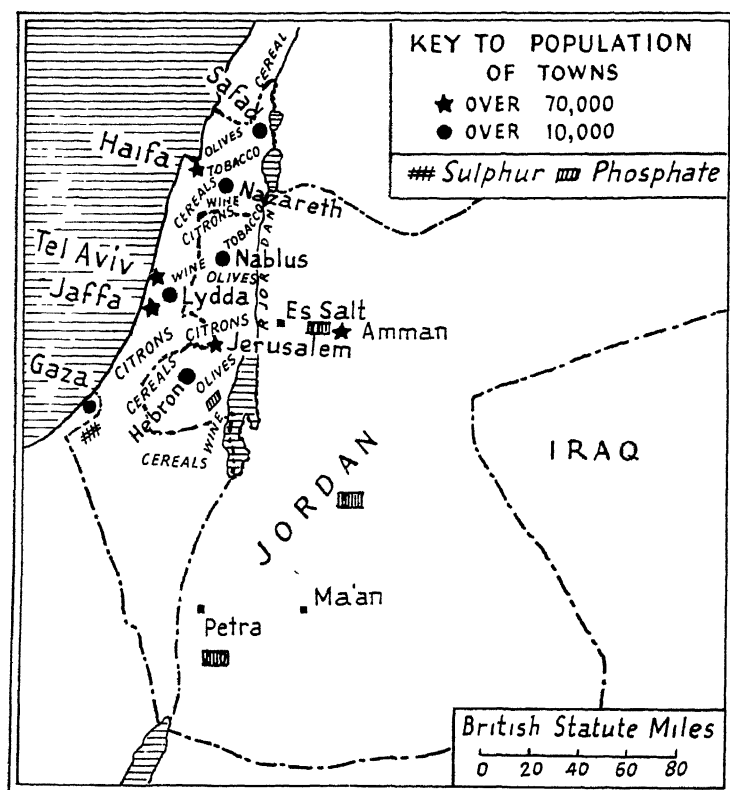 KEY TO POPULATION
OF TOWNS
OVER 70,000
OVER 10,000
Sulphur Phosphate
CEREAL
Safad
OLIVES
Haifa
TOBACCO
CEREALS
Nazareth
WINE
CITRONS
TOBACCO
R. JORDAN
Tel Aviv
WINE
Nablus
OLIVES
Jaffa
Lydda
Es Salt
Amman
CITRONS
CITRONS
Jerusalem
Gaza
CEREALS
OLIVES
Hebron
WINE
CEREALS
JORDAN
IRAQ
Ma'an
Petra
British Statute Miles
0 20 40 60 80